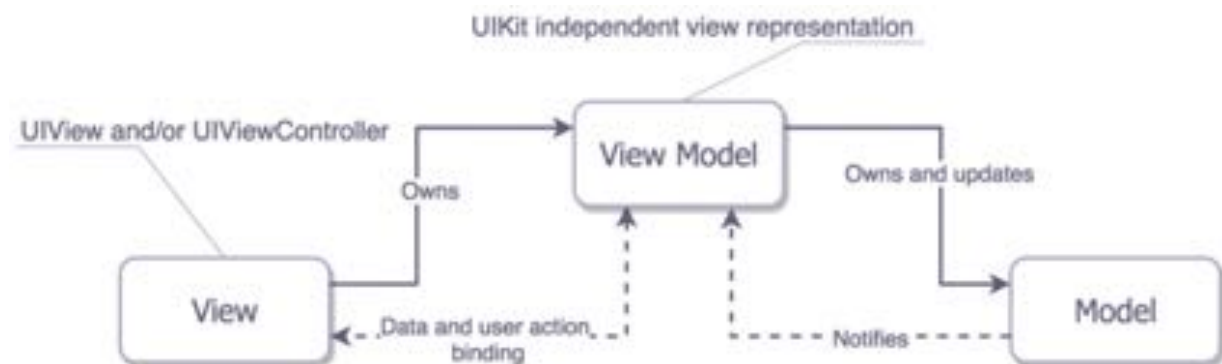 UIKit independent view representation
UIView and/or UIViewController
View Model
Owns and updates
Owns
View
Data and user action
binding
Notifies
Model